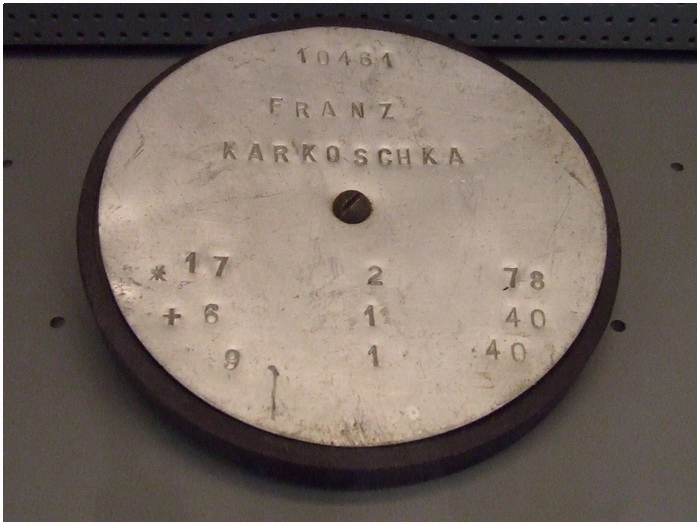 10461
FRANZ
KARKOSCHKA
* 17 2 78
+ 6 1 40
9 1 40